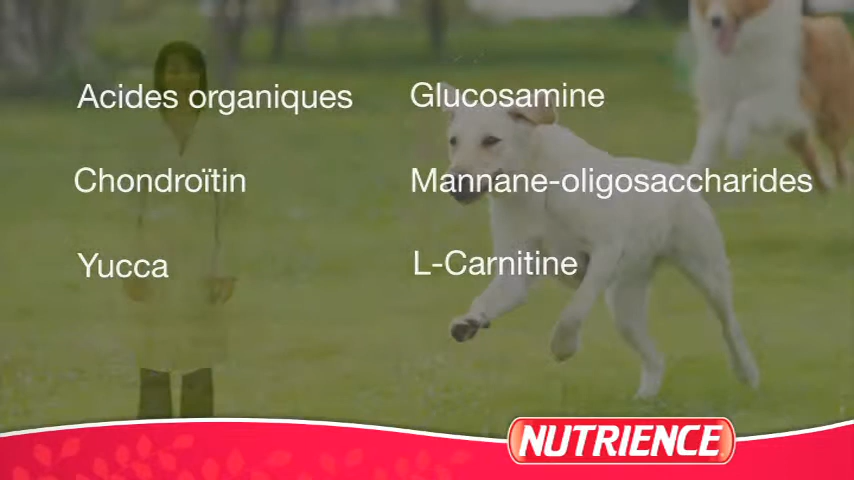 Acides organiques
Glucosamine
Chondroïtin
Mannane-oligosaccharides
Yucca
L-Carnitine
NUTRIENCE